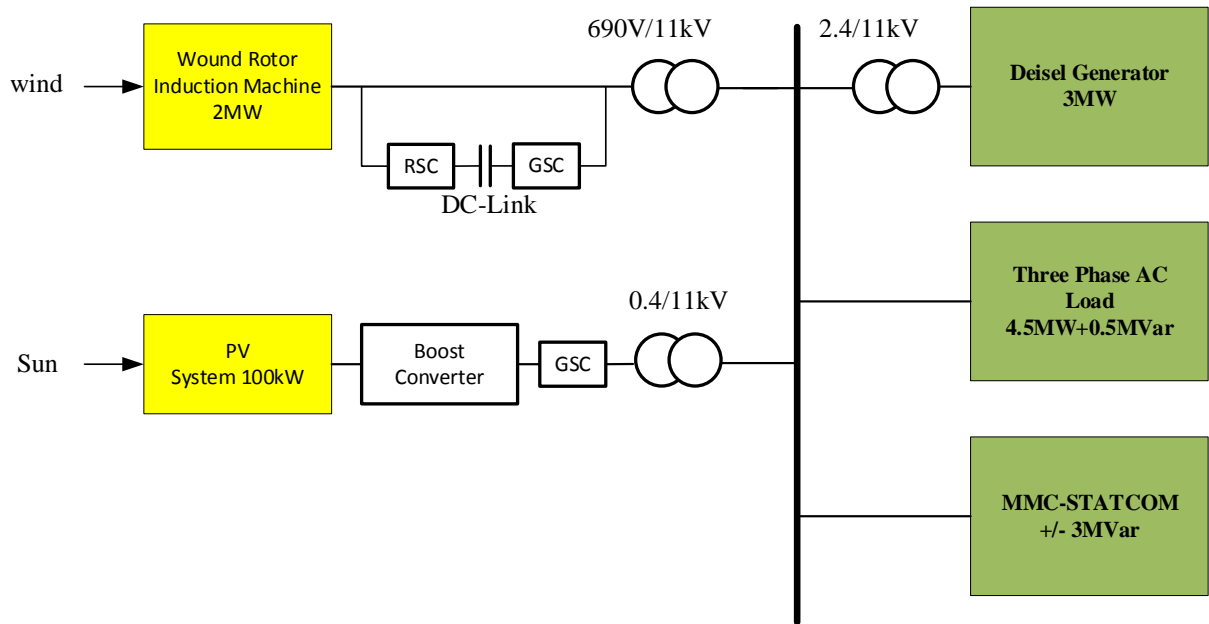 690V/11kV
2.4/11kV
wind
Wound Rotor
Induction Machine
2MW
Deisel Generator
3MW
RSC
GSC
DC-Link
Three Phase AC
Load
4.5MW+0.5MVar
0.4/11kV
Sun
PV
System 100kW
Boost
Converter
GSC
MMC-STATCOM
+/- 3MVar